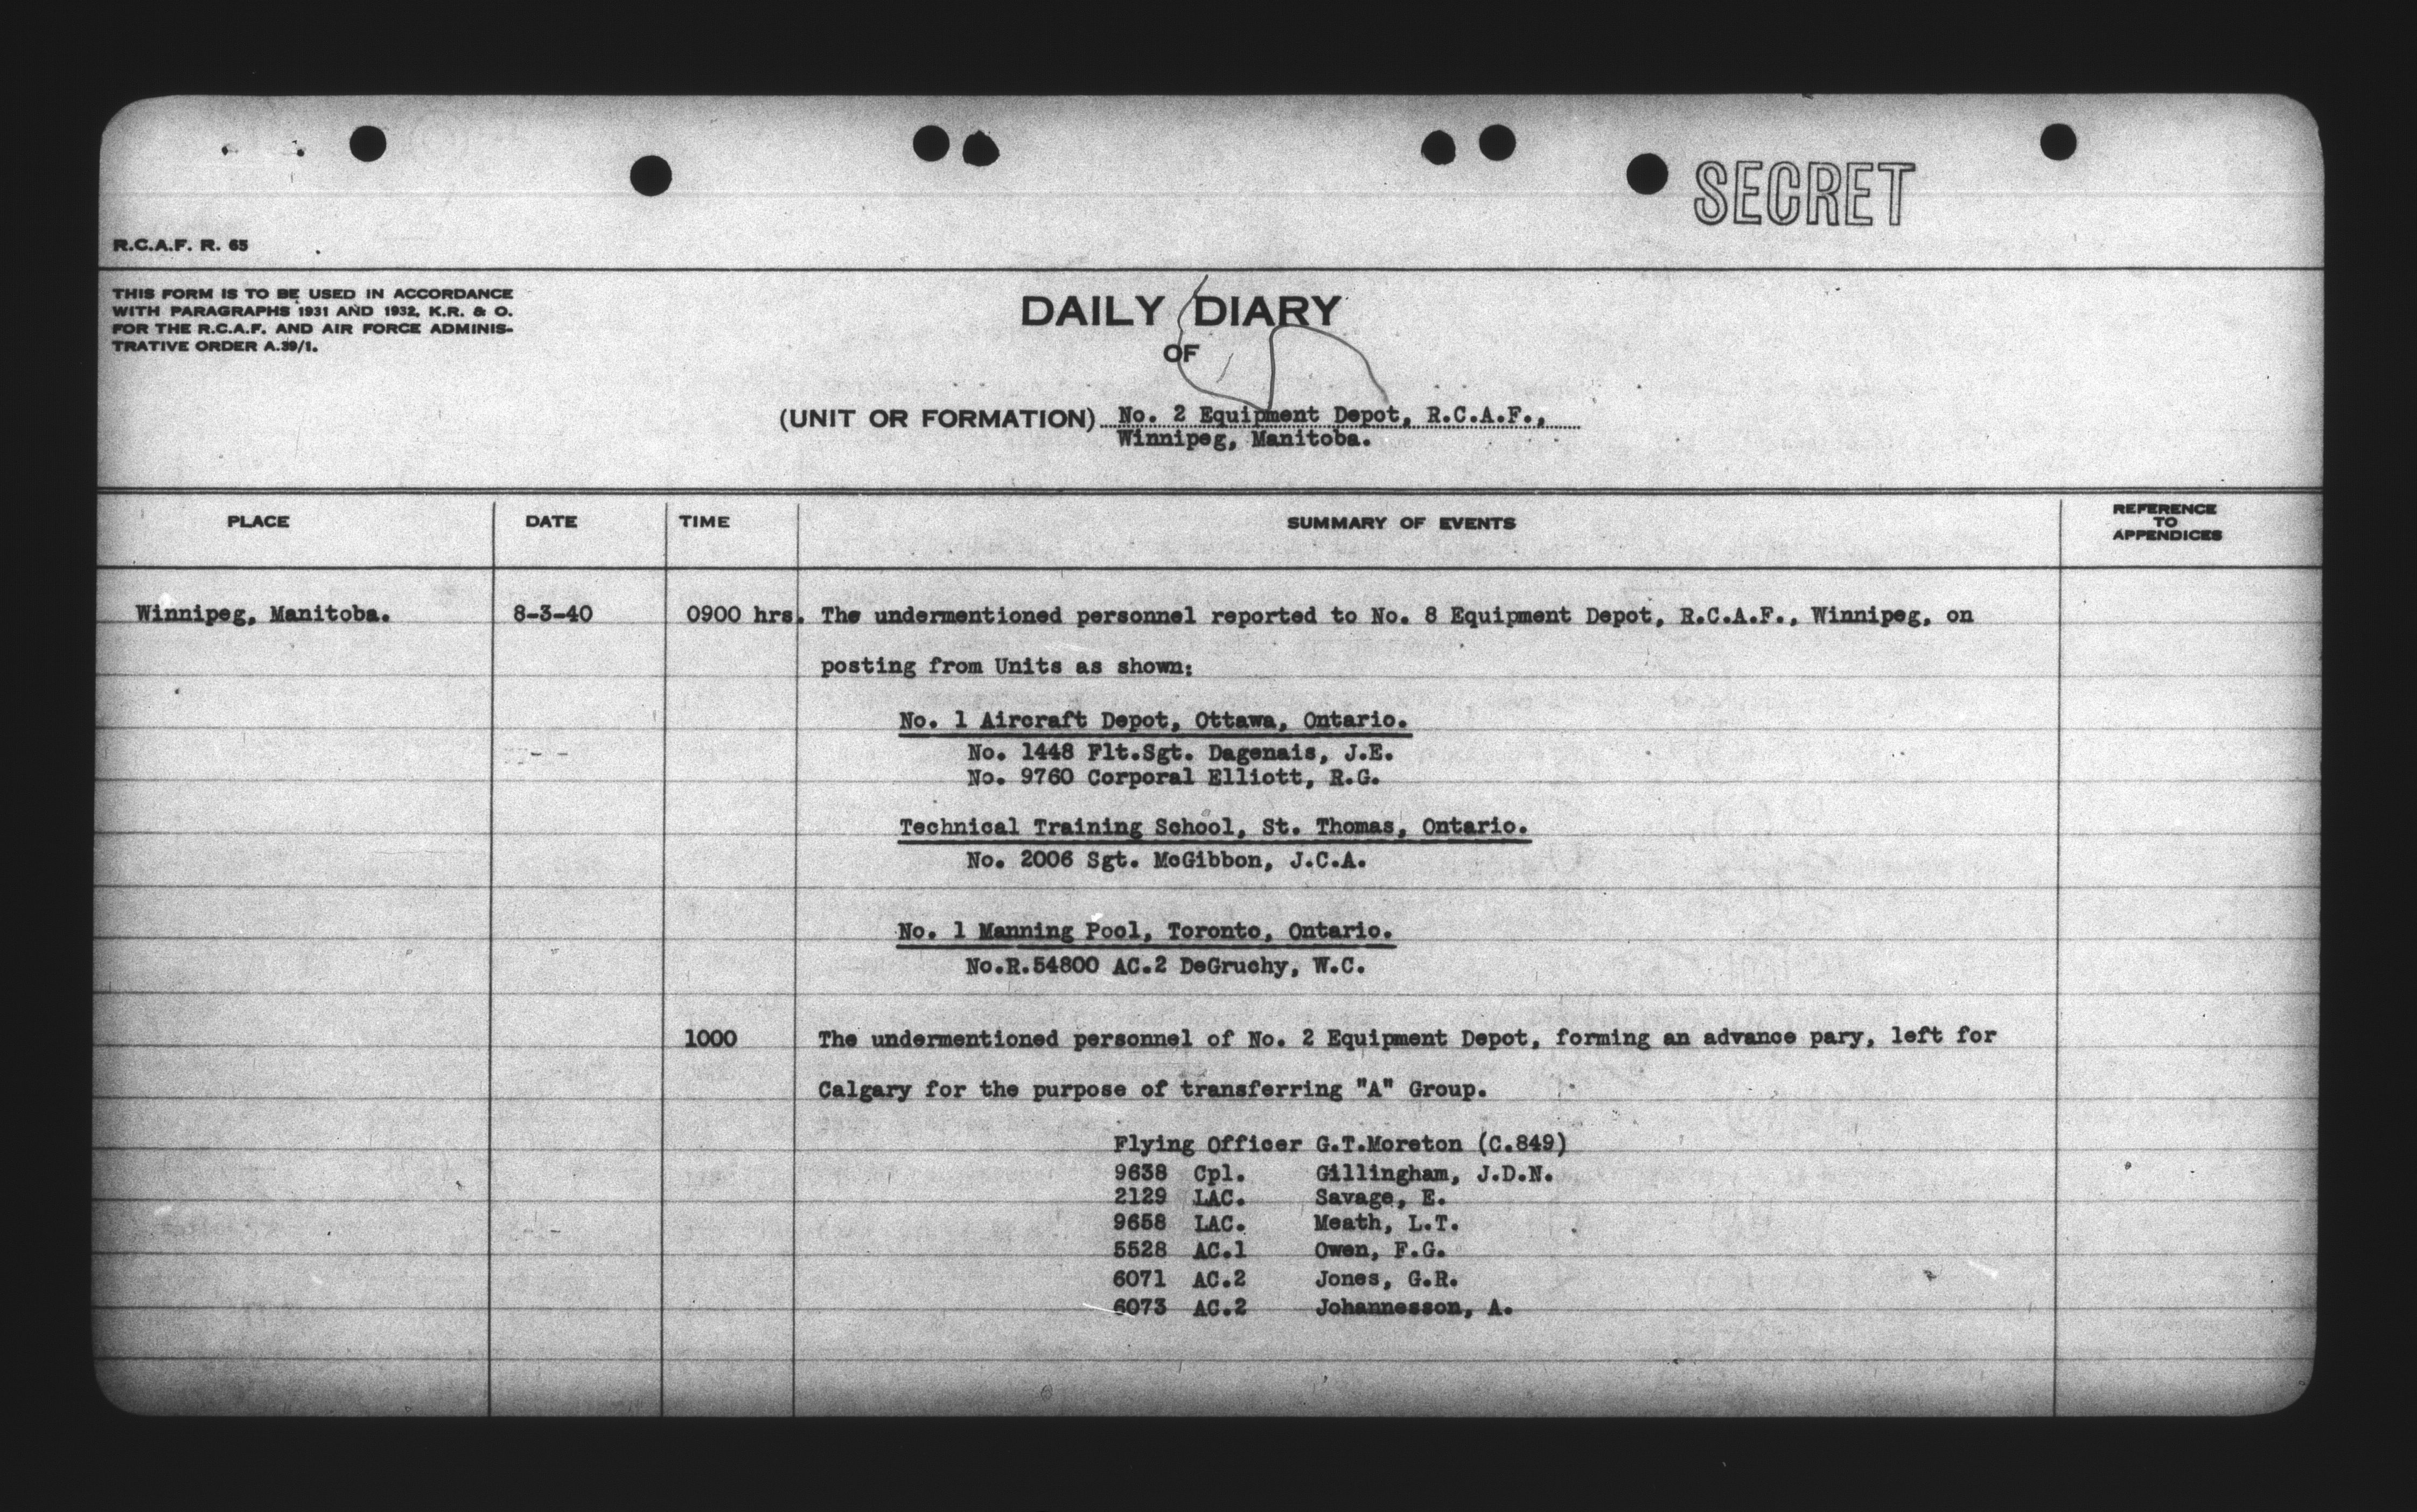 SECRET
R.C.A.F. R. 65
THIS FORM IS TO BE USED IN ACCORDANCE
WITH PARAGRAPHS 1931 AND 1932, K.R. & O.
FOR THE R.C.A.F. AND AIR FORCE ADMINIS-
TRATIVE ORDER A.39/1.
DAILY DIARY
OF
(UNIT OR FORMATION) No. 2 Equipment Depot, R.C.A.F.,
Winnipeg, Manitoba.
PLACE DATE TIME SUMMARY OF EVENTS REFERENCE
TO
APPENDICES
Winnipeg, Manitoba. 8-3-40 0900 hrs. The undermentioned personnel reported to No. 8 Equipment Depot, R.C.A.F., Winnipeg, on
posting from Units as shown:
No. 1 Aircraft Depot, Ottawa, Ontario.
No. 1448 Flt.Sgt. Dagenais, J.E.
No. 9760 Corporal Elliott, R.G.
Technical Training School, St. Thomas, Ontario.
No. 2006 Sgt. McGibbon, J.C.A.
No. 1 Manning Pool, Toronto, Ontario.
No.R.54800 AC.2 DeGruchy, W.C.
1000 The undermentioned personnel of No. 2 Equipment Depot, forming an advance pary, left for
Calgary for the purpose of transferring "A" Group.
Flying Officer G.T.Moreton (C.849)
9638 Cpl. Gillingham, J.D.N.
2129 LAC. Savage, E.
9658 LAC. Meath, L.T.
5528 AC.1 Owen, F.G.
6071 AC.2 Jones, G.R.
6073 AC.2 Johannesson, A.